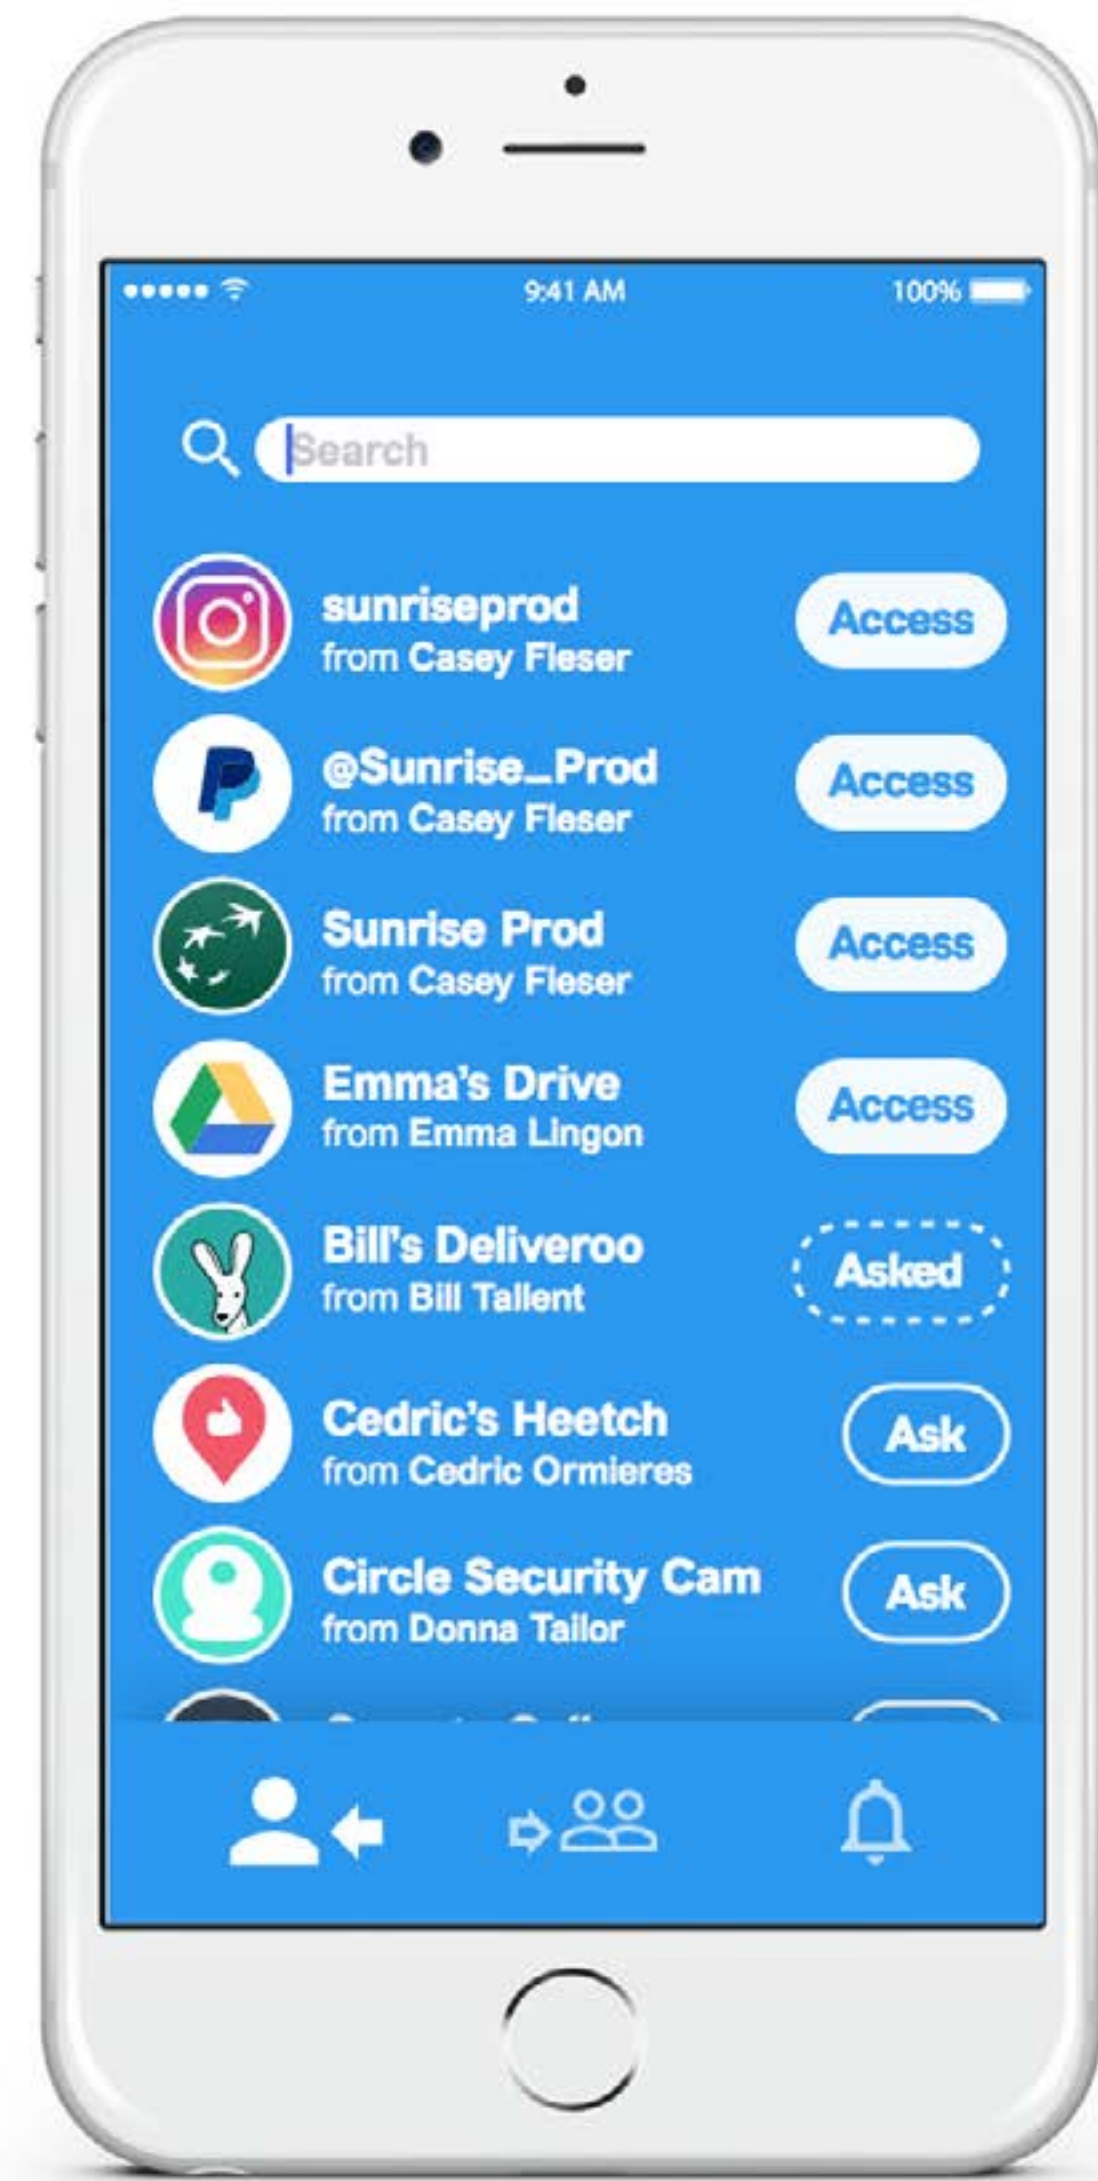 9:41 AM
100%
Search
sunriseprod
from Casey Fleser
Access
@Sunrise_Prod
from Casey Fleser
Access
Sunrise Prod
from Casey Fleser
Access
Emma's Drive
from Emma Lingon
Access
Bill's Deliveroo
from Bill Tallent
Asked
Cedric's Heetch
from Cedric Ormieres
Ask
Circle Security Cam
from Donna Tailor
Ask